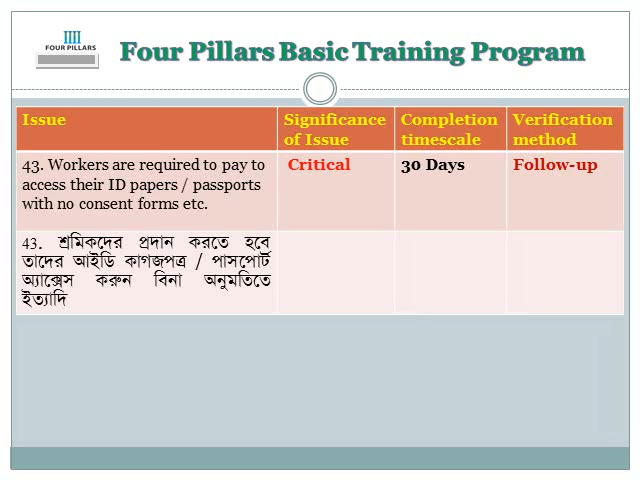 FOUR PILLARS
Four Pillars Basic Training Program
Issue
Significance
of Issue
Completion
timescale
Verification
method
43. Workers are required to pay to
access their ID papers / passports
with no consent forms etc.
Critical
30 Days
Follow-up
43. শ্রমিকদের প্রদান করতে হবে
তাদের আইডি কাগজপত্র / পাসপোর্ট
অ্যাক্সেস করুন বিনা অনুমতিতে
ইত্যাদি